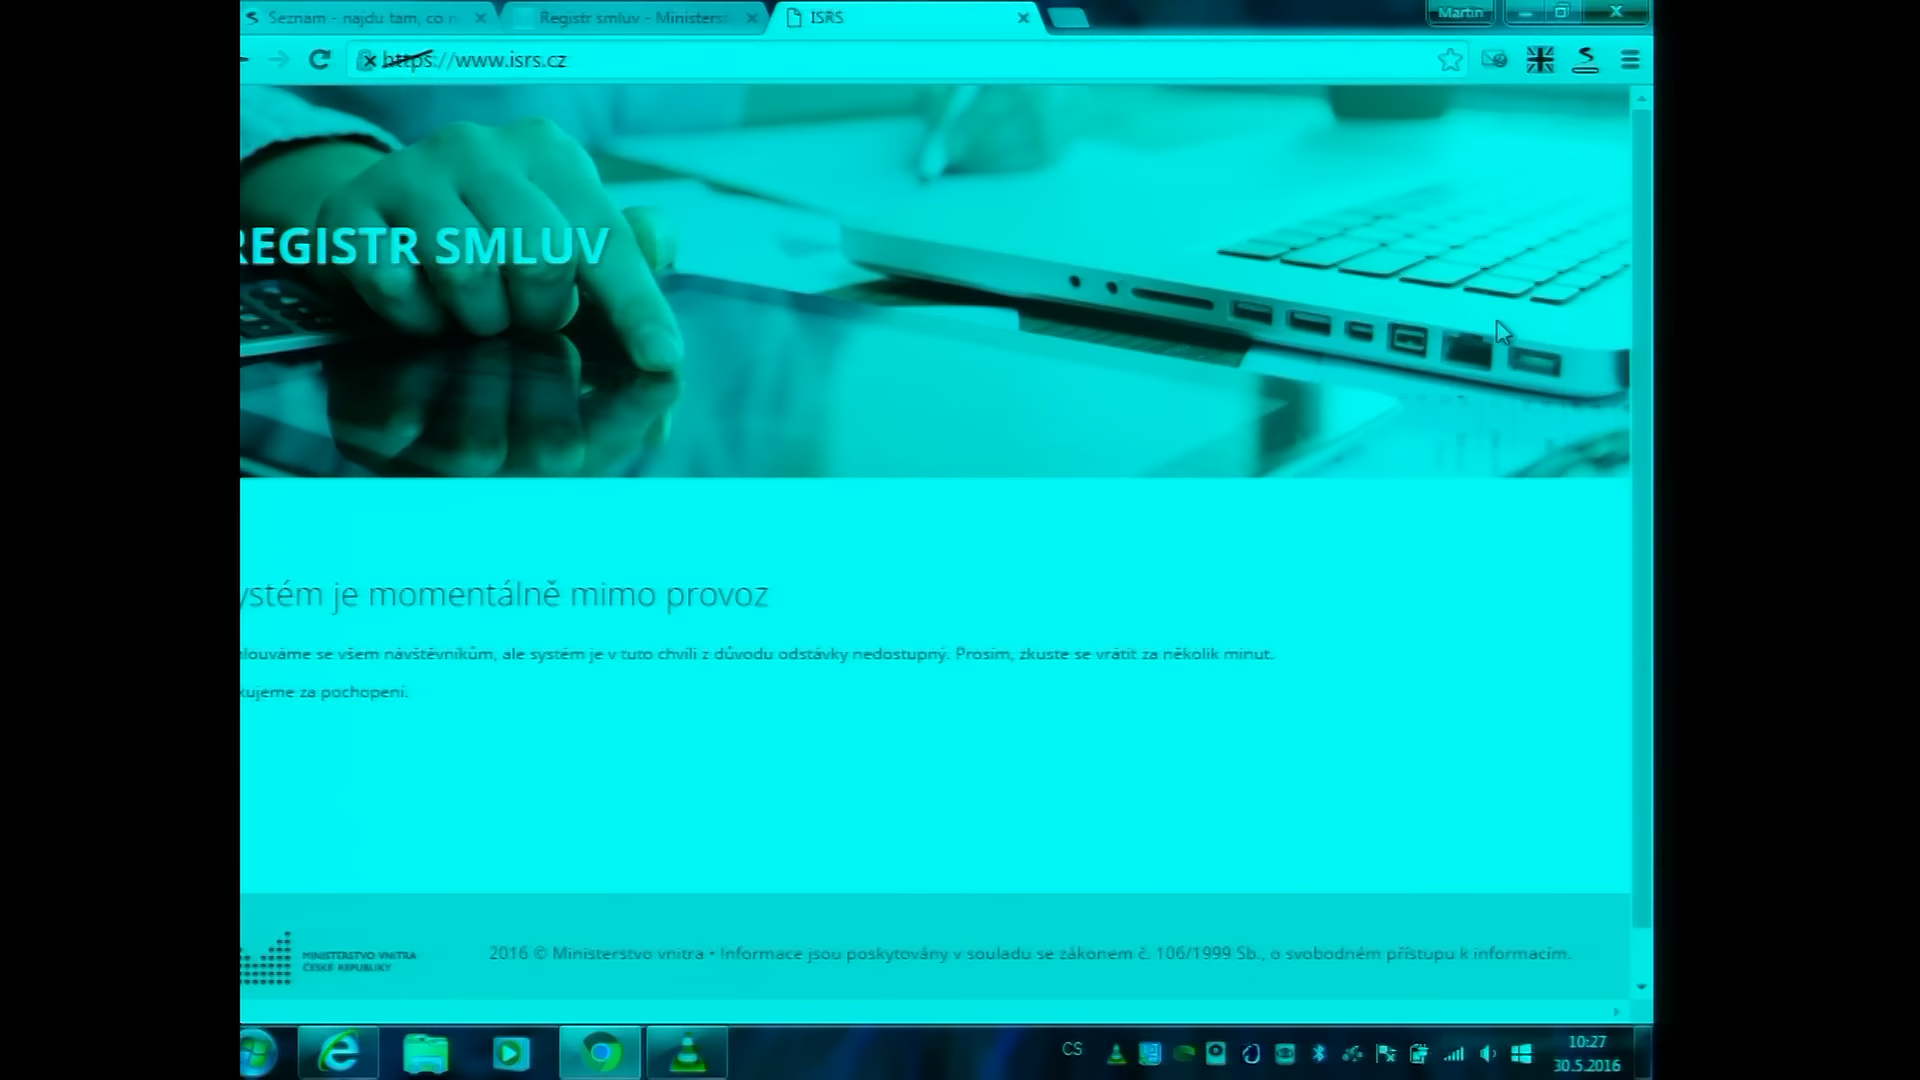 Seznam - najdu tam, co n
Registr smluv - Ministerst
ISRS
Martin
https://www.isrs.cz
REGISTR SMLUV
ystém je momentálně mimo provoz
louváme se všem návštěvníkům, ale systém je v tuto chvíli z důvodu odstávky nedostupný. Prosím, zkuste se vrátit za několik minut.
kujeme za pochopení.
MINISTERSTVO VNITRA
ČESKÉ REPUBLIKY
2016 © Ministerstvo vnitra • Informace jsou poskytovány v souladu se zákonem č. 106/1999 Sb., o svobodném přístupu k informacím.
CS
10:27
30.5.2016